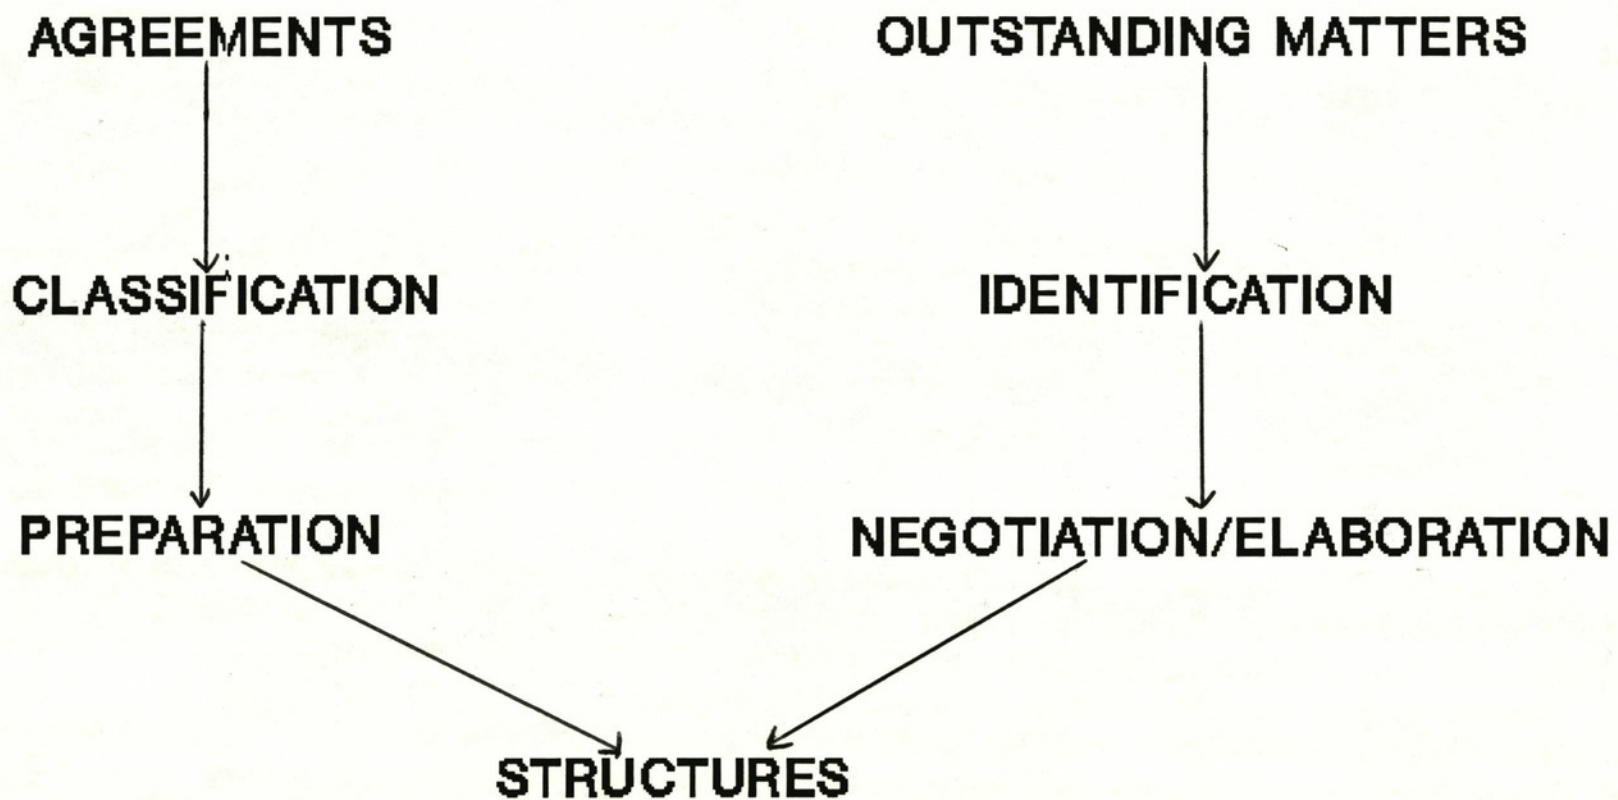 AGREEMENTS
OUTSTANDING MATTERS
CLASSIFICATION
IDENTIFICATION
PREPARATION
NEGOTIATION/ELABORATION
STRUCTURES